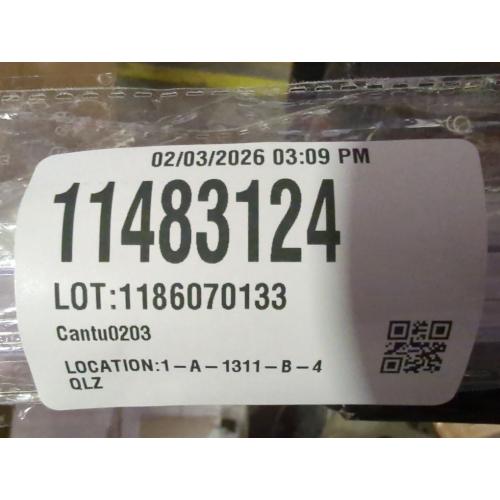 02/03/2026 03:09 PM
11483124
LOT:1186070133
Cantu0203
LOCATION:1-A-1311-B-4
QLZ